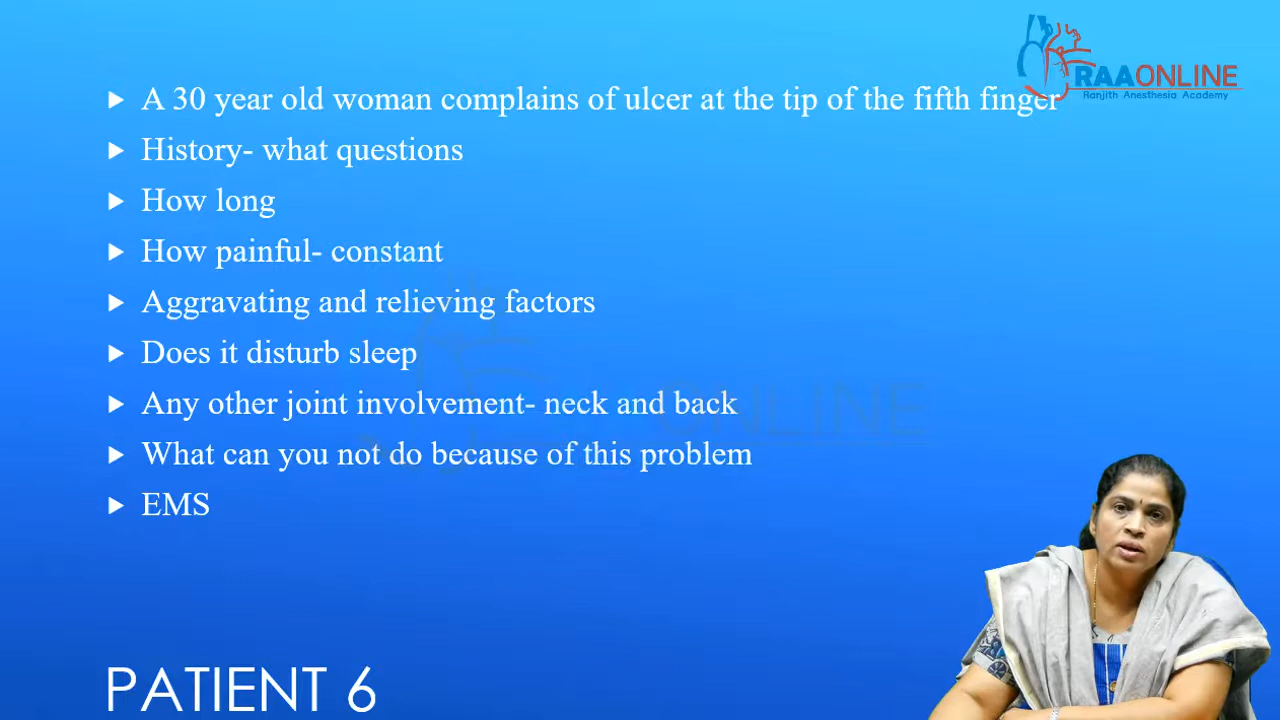 RAAONLINE
Ranjith Anesthesia Academy
A 30 year old woman complains of ulcer at the tip of the fifth finger
History- what questions
How long
How painful- constant
Aggravating and relieving factors
Does it disturb sleep
Any other joint involvement- neck and back
What can you not do because of this problem
EMS
ONLINE
PATIENT 6